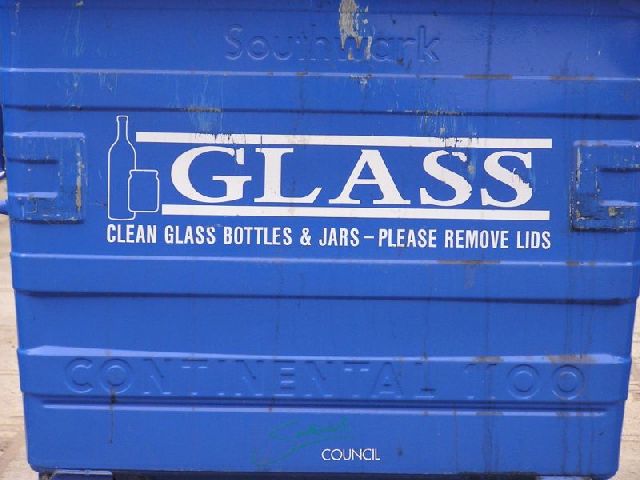 Southwark
GLASS
CLEAN GLASS BOTTLES & JARS – PLEASE REMOVE LIDS
CONTINENTAL 1100
COUNCIL